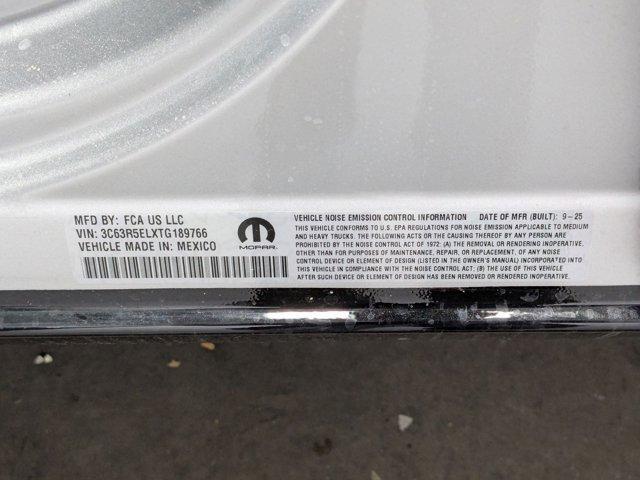 MFD BY: FCA US LLC
VIN: 3C63R5ELXTG189766
VEHICLE MADE IN: MEXICO
MOPAR
VEHICLE NOISE EMISSION CONTROL INFORMATION DATE OF MFR (BUILT): 9-25
THIS VEHICLE CONFORMS TO U.S. EPA REGULATIONS FOR NOISE EMISSION APPLICABLE TO MEDIUM
AND HEAVY TRUCKS. THE FOLLOWING ACTS OR THE CAUSING THEREOF BY ANY PERSON ARE
PROHIBITED BY THE NOISE CONTROL ACT OF 1972: (A) THE REMOVAL OR RENDERING INOPERATIVE,
OTHER THAN FOR PURPOSES OF MAINTENANCE, REPAIR, OR REPLACEMENT, OF ANY NOISE
CONTROL DEVICE OR ELEMENT OF DESIGN (LISTED IN THE OWNER'S MANUAL) INCORPORATED INTO
THIS VEHICLE IN COMPLIANCE WITH THE NOISE CONTROL ACT; (B) THE USE OF THIS VEHICLE
AFTER SUCH DEVICE OR ELEMENT OF DESIGN HAS BEEN REMOVED OR RENDERED INOPERATIVE.